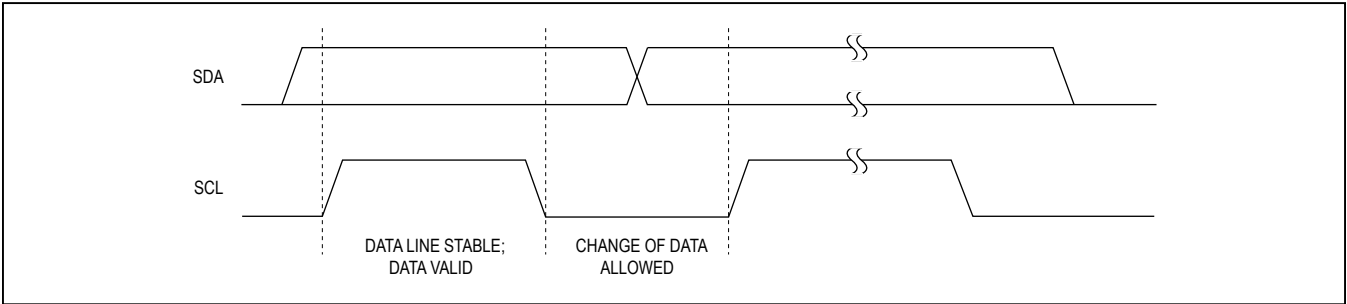 SDA
SCL
DATA LINE STABLE;
DATA VALID
CHANGE OF DATA
ALLOWED